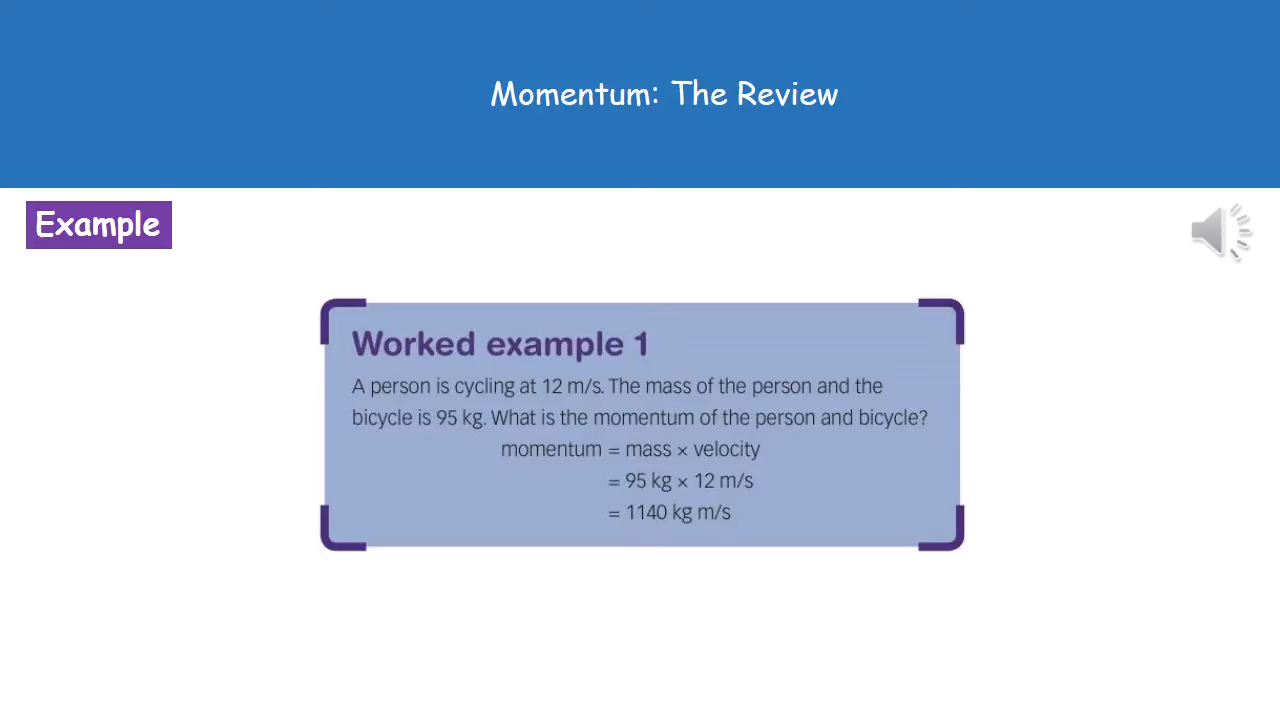 Momentum: The Review
Example
Worked example 1
A person is cycling at 12 m/s. The mass of the person and the
bicycle is 95 kg. What is the momentum of the person and bicycle?
momentum = mass × velocity
= 95 kg × 12 m/s
= 1140 kg m/s